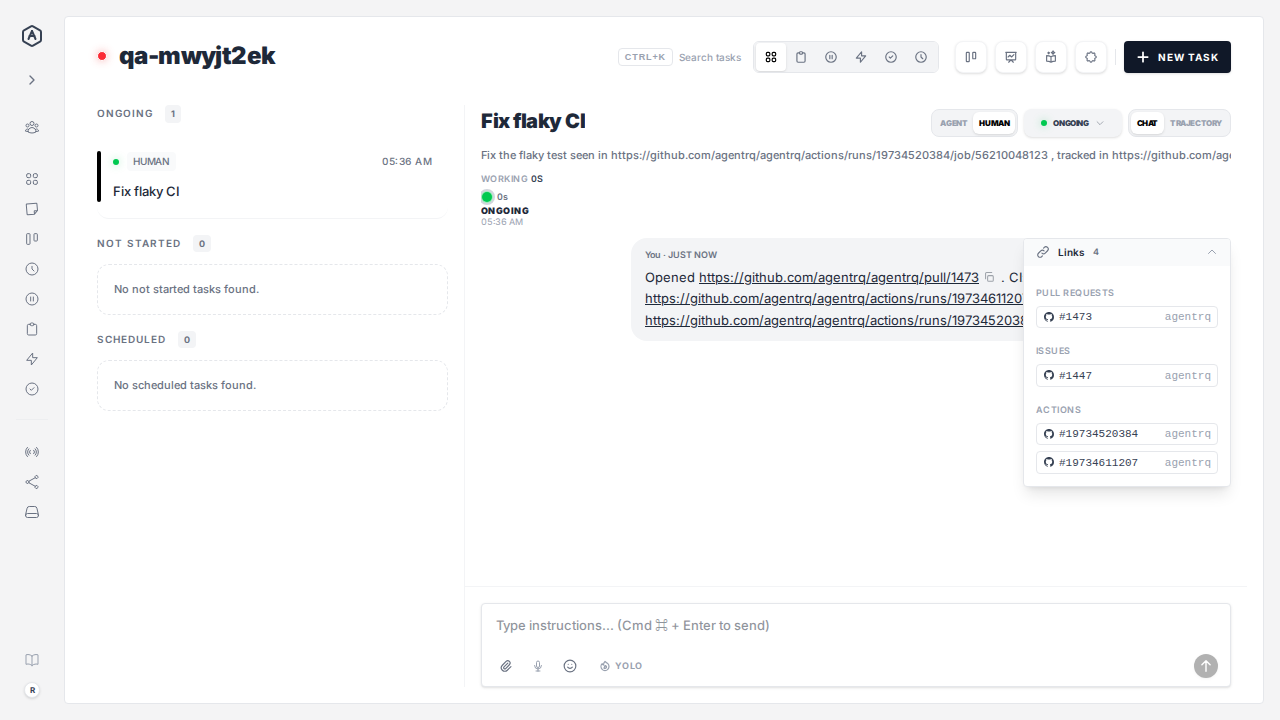 qa-mwyjt2ek
CTRL+K Search tasks
NEW TASK
ONGOING 1
HUMAN 05:36 AM
Fix flaky CI
NOT STARTED 0
No not started tasks found.
SCHEDULED 0
No scheduled tasks found.
R
Fix flaky CI
AGENT HUMAN ONGOING CHAT TRAJECTORY
Fix the flaky test seen in https://github.com/agentrq/agentrq/actions/runs/19734520384/job/56210048123 , tracked in https://github.com/age
WORKING 0S
0s
ONGOING
05:36 AM
You · JUST NOW
Opened https://github.com/agentrq/agentrq/pull/1473 . CI
https://github.com/agentrq/agentrq/actions/runs/1973461120
https://github.com/agentrq/agentrq/actions/runs/1973452038
Links 4
PULL REQUESTS
#1473 agentrq
ISSUES
#1447 agentrq
ACTIONS
#19734520384 agentrq
#19734611207 agentrq
Type instructions... (Cmd ⌘ + Enter to send)
YOLO